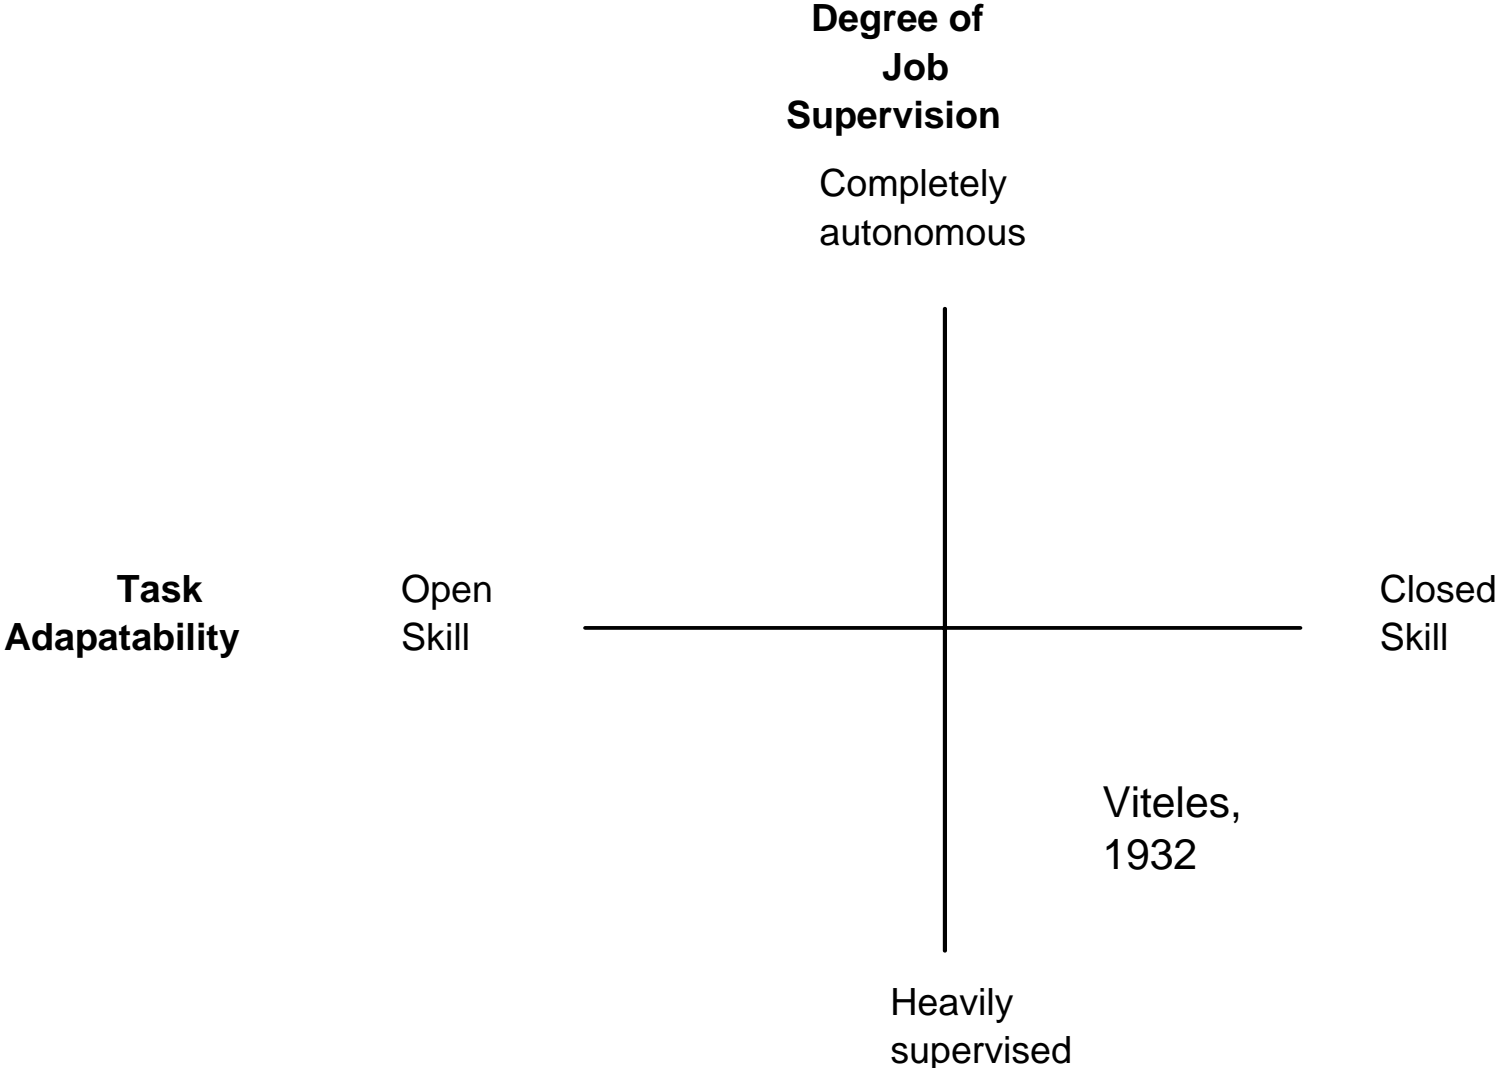 Degree of
Job
Supervision
Completely
autonomous
Task
Adapatability
Open
Skill
Closed
Skill
Viteles,
1932
Heavily
supervised